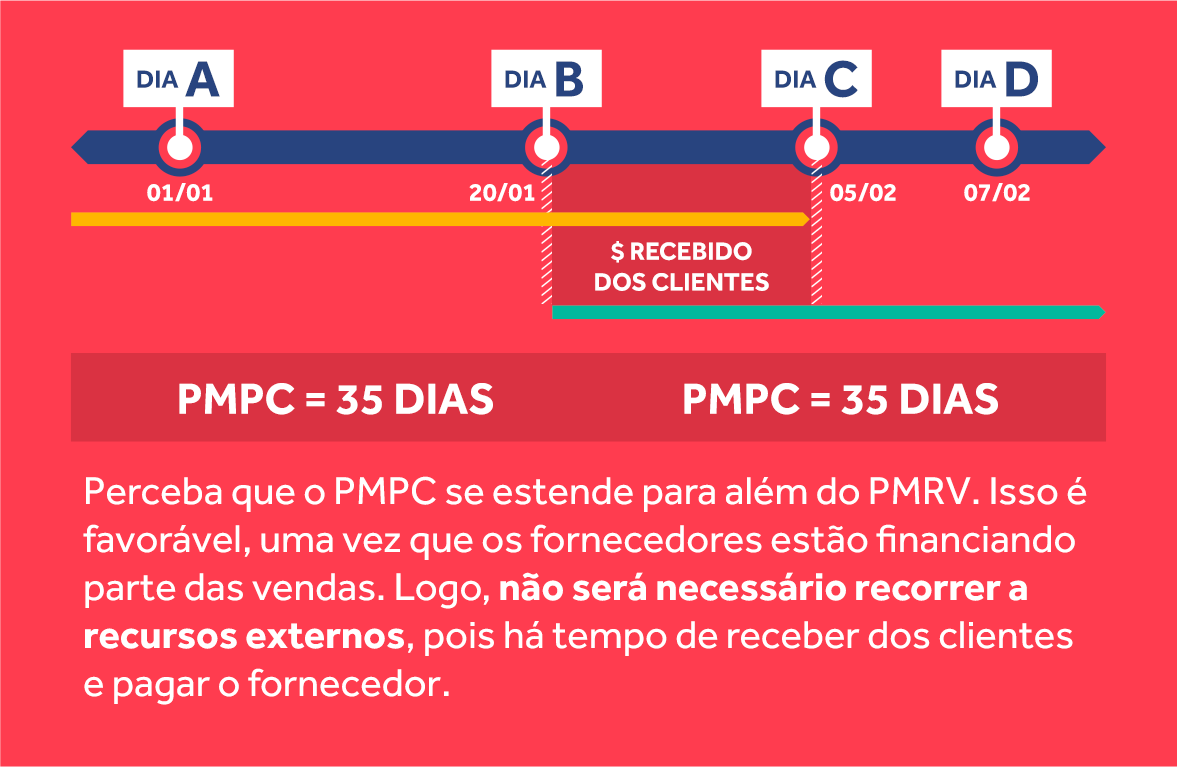 DIA A
DIA B
DIA C
DIA D
01/01
20/01
05/02
07/02
$ RECEBIDO
DOS CLIENTES
PMPC = 35 DIAS
PMPC = 35 DIAS
Perceba que o PMPC se estende para além do PMRV. Isso é
favorável, uma vez que os fornecedores estão financiando
parte das vendas. Logo, não será necessário recorrer a
recursos externos, pois há tempo de receber dos clientes
e pagar o fornecedor.